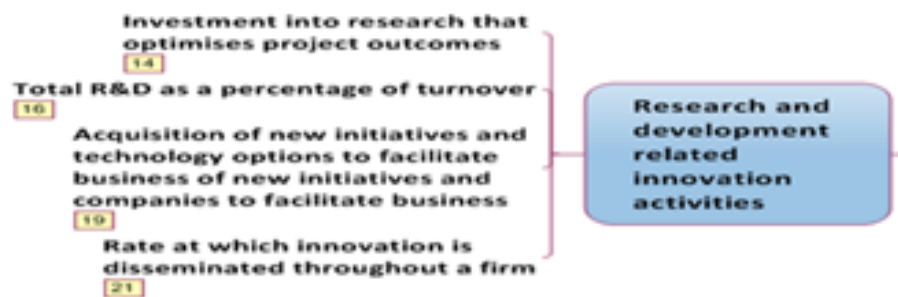 Investment into research that
optimises project outcomes
14
Total R&D as a percentage of turnover
16
Acquisition of new initiatives and
technology options to facilitate
business of new initiatives and
companies to facilitate business
19
Rate at which innovation is
disseminated throughout a firm
21
Research and
development
related
innovation
activities